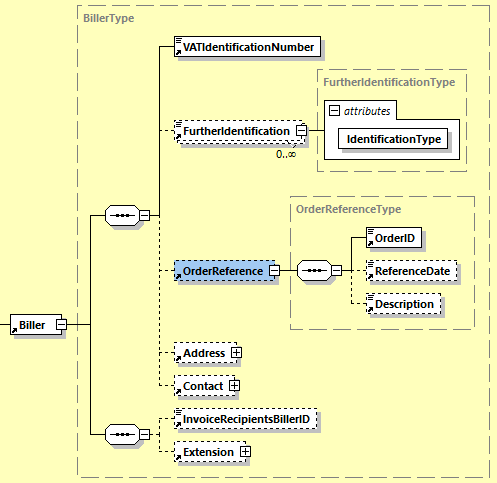 BillerType
VATIdentificationNumber
FurtherIdentificationType
attributes
FurtherIdentification
IdentificationType
0..∞
OrderReferenceType
OrderID
OrderReference
ReferenceDate
Description
Biller
Address
Contact
InvoiceRecipientsBillerID
Extension